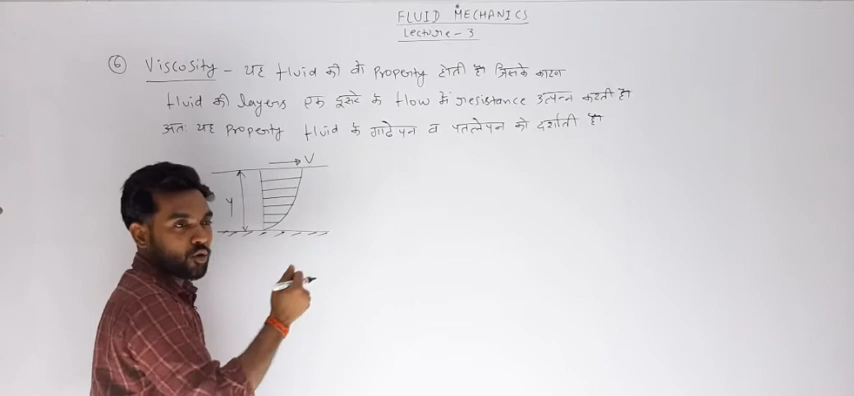 FLUID MECHANICS
Lecture - 3
⑥ Viscosity - यह fluid की वो Property होती है जिसके कारन
fluid की layers एक दूसरे के flow में resistance उत्पन्न करती है
अतः यह Property fluid के गाढेपन व पतलेपन को दर्शाती है
V
y